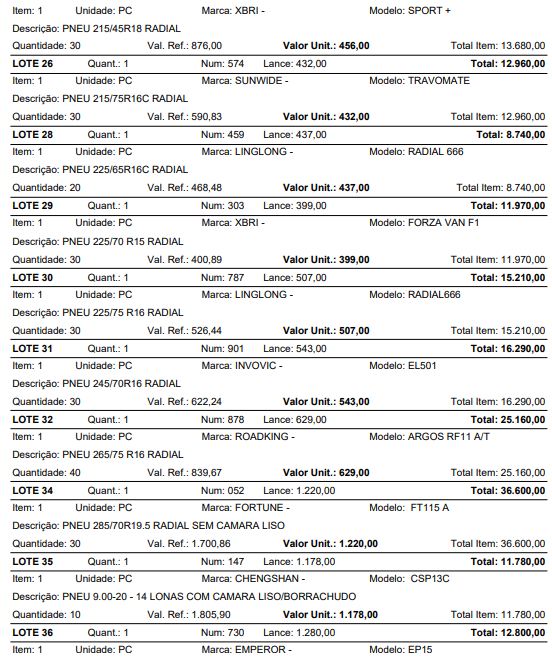 Item: 1 Unidade: PC Marca: XBRI - Modelo: SPORT +
Descrição: PNEU 215/45R18 RADIAL
Quantidade: 30 Val. Ref.: 876,00 Valor Unit.: 456,00 Total Item: 13.680,00
LOTE 26 Quant.: 1 Num: 574 Lance: 432,00 Total: 12.960,00
Item: 1 Unidade: PC Marca: SUNWIDE - Modelo: TRAVOMATE
Descrição: PNEU 215/75R16C RADIAL
Quantidade: 30 Val. Ref.: 590,83 Valor Unit.: 432,00 Total Item: 12.960,00
LOTE 28 Quant.: 1 Num: 459 Lance: 437,00 Total: 8.740,00
Item: 1 Unidade: PC Marca: LINGLONG - Modelo: RADIAL 666
Descrição: PNEU 225/65R16C RADIAL
Quantidade: 20 Val. Ref.: 468,48 Valor Unit.: 437,00 Total Item: 8.740,00
LOTE 29 Quant.: 1 Num: 303 Lance: 399,00 Total: 11.970,00
Item: 1 Unidade: PC Marca: XBRI - Modelo: FORZA VAN F1
Descrição: PNEU 225/70 R15 RADIAL
Quantidade: 30 Val. Ref.: 400,89 Valor Unit.: 399,00 Total Item: 11.970,00
LOTE 30 Quant.: 1 Num: 787 Lance: 507,00 Total: 15.210,00
Item: 1 Unidade: PC Marca: LINGLONG - Modelo: RADIAL666
Descrição: PNEU 225/75 R16 RADIAL
Quantidade: 30 Val. Ref.: 526,44 Valor Unit.: 507,00 Total Item: 15.210,00
LOTE 31 Quant.: 1 Num: 901 Lance: 543,00 Total: 16.290,00
Item: 1 Unidade: PC Marca: INVOVIC - Modelo: EL501
Descrição: PNEU 245/70R16 RADIAL
Quantidade: 30 Val. Ref.: 622,24 Valor Unit.: 543,00 Total Item: 16.290,00
LOTE 32 Quant.: 1 Num: 878 Lance: 629,00 Total: 25.160,00
Item: 1 Unidade: PC Marca: ROADKING - Modelo: ARGOS RF11 A/T
Descrição: PNEU 265/75 R16 RADIAL
Quantidade: 40 Val. Ref.: 839,67 Valor Unit.: 629,00 Total Item: 25.160,00
LOTE 34 Quant.: 1 Num: 052 Lance: 1.220,00 Total: 36.600,00
Item: 1 Unidade: PC Marca: FORTUNE - Modelo: FT115 A
Descrição: PNEU 285/70R19.5 RADIAL SEM CAMARA LISO
Quantidade: 30 Val. Ref.: 1.700,86 Valor Unit.: 1.220,00 Total Item: 36.600,00
LOTE 35 Quant.: 1 Num: 147 Lance: 1.178,00 Total: 11.780,00
Item: 1 Unidade: PC Marca: CHENGSHAN - Modelo: CSP13C
Descrição: PNEU 9.00-20 - 14 LONAS COM CAMARA LISO/BORRACHUDO
Quantidade: 10 Val. Ref.: 1.805,90 Valor Unit.: 1.178,00 Total Item: 11.780,00
LOTE 36 Quant.: 1 Num: 730 Lance: 1.280,00 Total: 12.800,00
Item: 1 Unidade: PC Marca: EMPEROR - Modelo: EP15